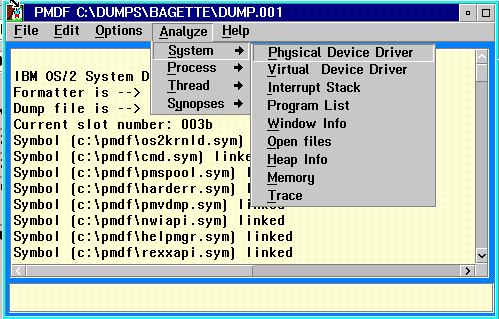 PMDF C:\DUMPS\BAGETTE\DUMP.001
File Edit Options Analyze Help
System
Process
Thread
Synopses
Physical Device Driver
Virtual Device Driver
Interrupt Stack
Program List
Window Info
Open files
Heap Info
Memory
Trace
IBM OS/2 System D
Formatter is -->
Dump file is -->
Current slot number: 003b
Symbol (c:\pmdf\os2krnld.sym)
Symbol (c:\pmdf\cmd.sym) linke
Symbol (c:\pmdf\pmspool.sym)
Symbol (c:\pmdf\harderr.sym)
Symbol (c:\pmdf\pmvdmp.sym)
Symbol (c:\pmdf\nwiapi.sym) linked
Symbol (c:\pmdf\helpmgr.sym) linked
Symbol (c:\pmdf\rexxapi.sym) linked